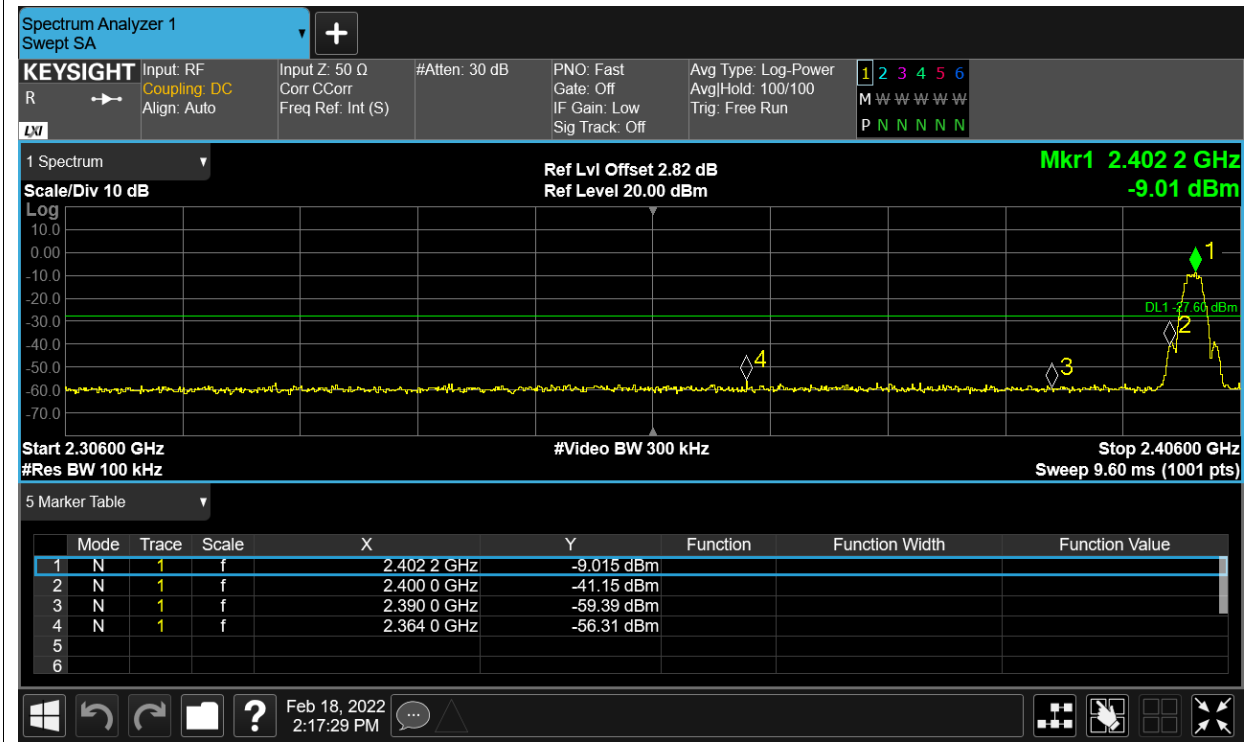 Spectrum Analyzer 1
Swept SA
+
KEYSIGHT Input: RF Input Z: 50 Ω #Atten: 30 dB PNO: Fast Avg Type: Log-Power 1 2 3 4 5 6
R Coupling: DC Corr CCorr Gate: Off Avg|Hold: 100/100 M W W W W W
Align: Auto Freq Ref: Int (S) IF Gain: Low Trig: Free Run
LXI Sig Track: Off P N N N N N N
1 Spectrum
Ref Lvl Offset 2.82 dB Mkr1 2.402 2 GHz
Scale/Div 10 dB Ref Level 20.00 dBm -9.01 dBm
Log
10.0
0.00 1
-10.0
-20.0
DL1 -27.60 dBm
-30.0 2
-40.0
-50.0 4 3
-60.0
-70.0
Start 2.30600 GHz #Video BW 300 kHz Stop 2.40600 GHz
#Res BW 100 kHz Sweep 9.60 ms (1001 pts)
5 Marker Table
Mode Trace Scale X Y Function Function Width Function Value
1 N 1 f 2.402 2 GHz -9.015 dBm
2 N 1 f 2.400 0 GHz -41.15 dBm
3 N 1 f 2.390 0 GHz -59.39 dBm
4 N 1 f 2.364 0 GHz -56.31 dBm
5
6
? Feb 18, 2022
2:17:29 PM